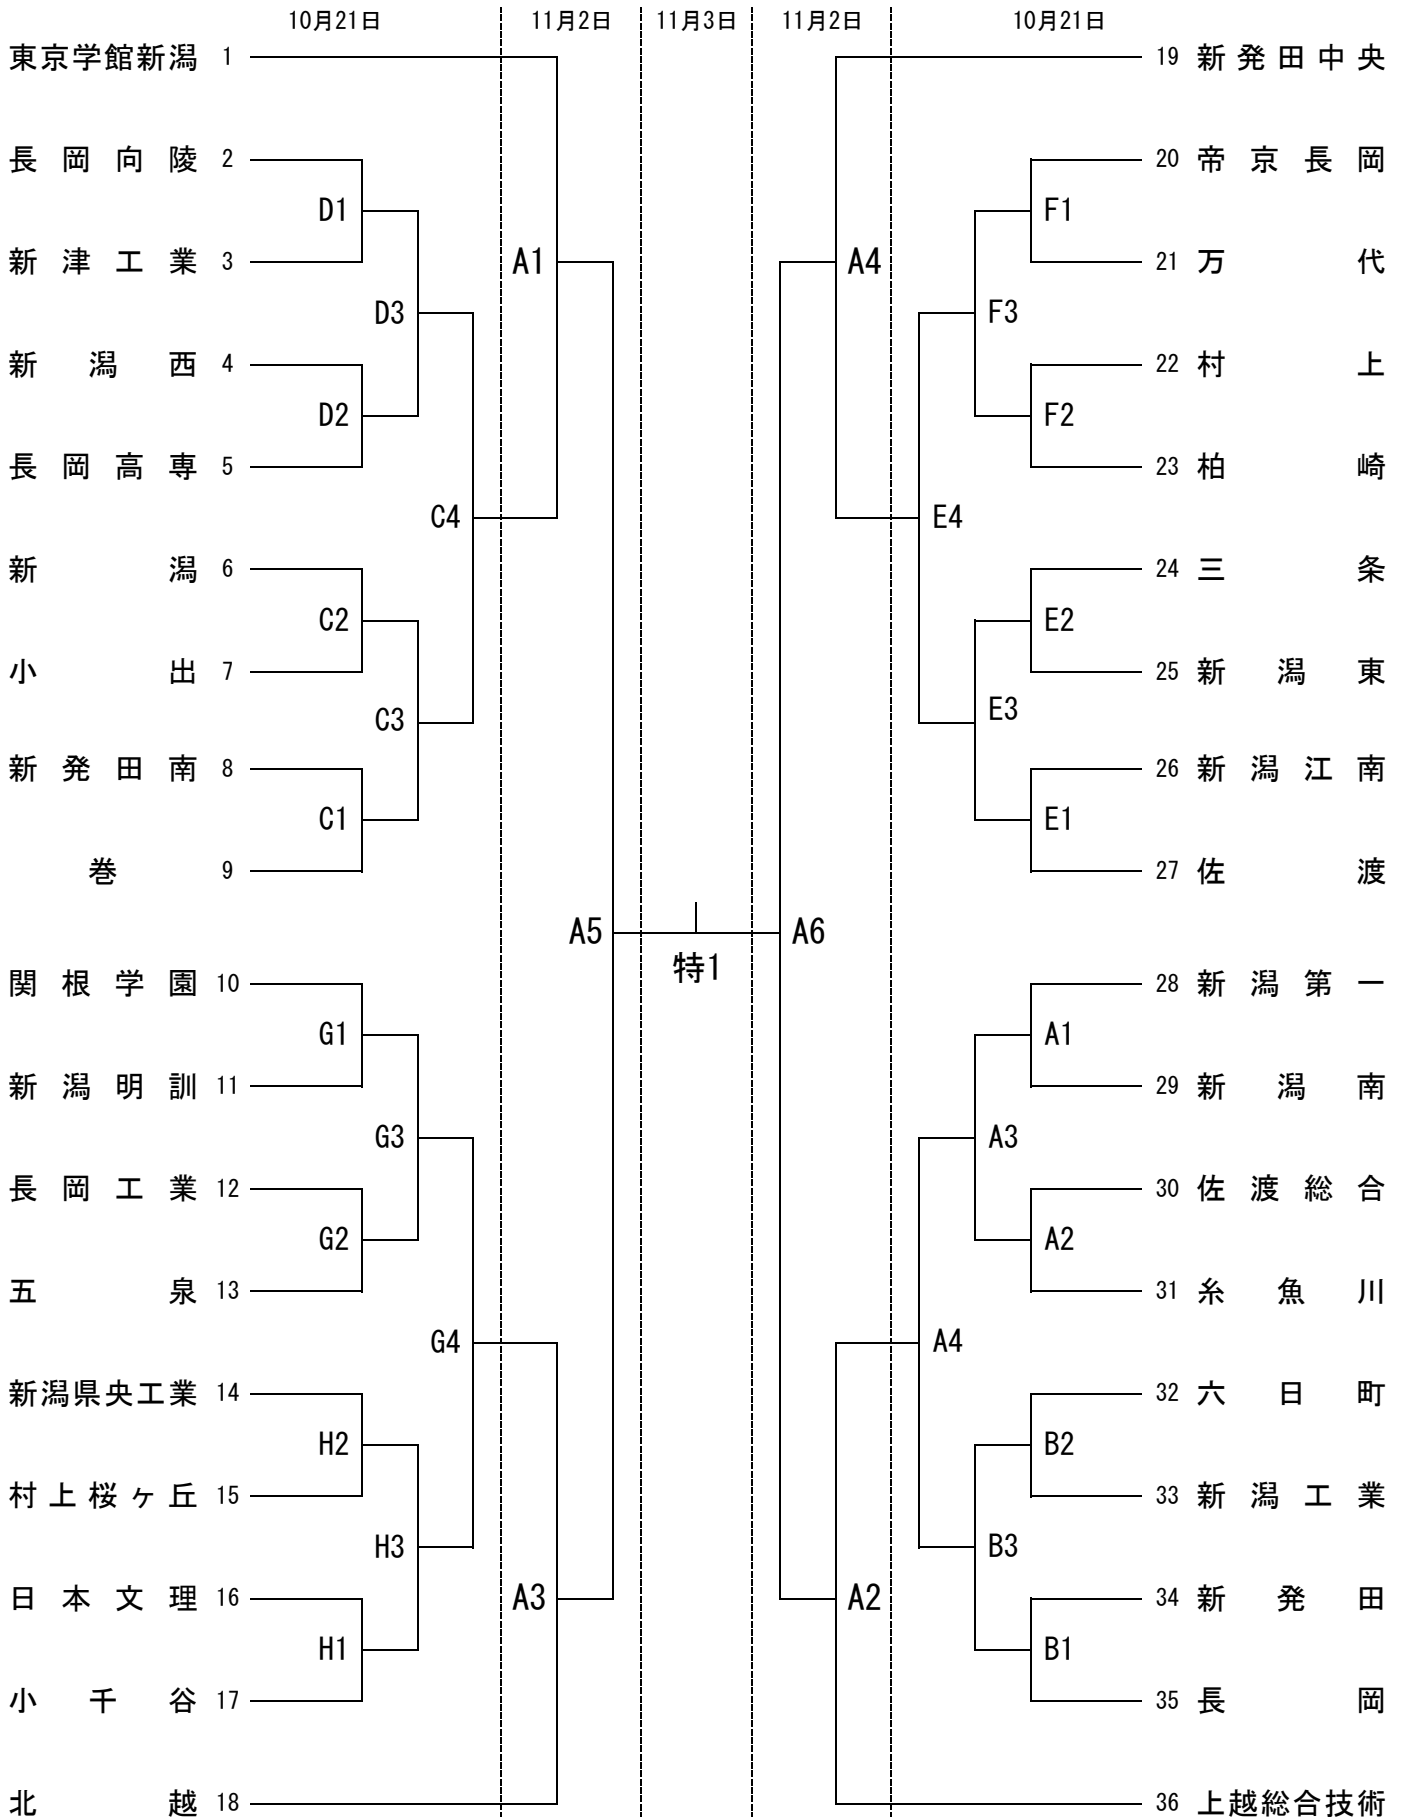 10月21日 11月2日 11月3日 11月2日 10月21日
東京学館新潟 1 19 新発田中央
長岡向陵 2 20 帝京長岡
D1 F1
新津工業 3 A1 A4 21 万代
D3 F3
新潟西 4 22 村上
D2 F2
長岡高専 5 23 柏崎
C4 E4
新潟 6 24 三条
C2 E2
小出 7 25 新潟東
C3 E3
新発田南 8 26 新潟江南
C1 E1
巻 9 27 佐渡
A5 A6
特1
関根学園 10 28 新潟第一
G1 A1
新潟明訓 11 29 新潟南
G3 A3
長岡工業 12 30 佐渡総合
G2 A2
五泉 13 31 糸魚川
G4 A4
新潟県央工業 14 32 六日町
H2 B2
村上桜ヶ丘 15 33 新潟工業
H3 B3
日本文理 16 A3 A2 34 新発田
H1 B1
小千谷 17 35 長岡
北越 18 36 上越総合技術